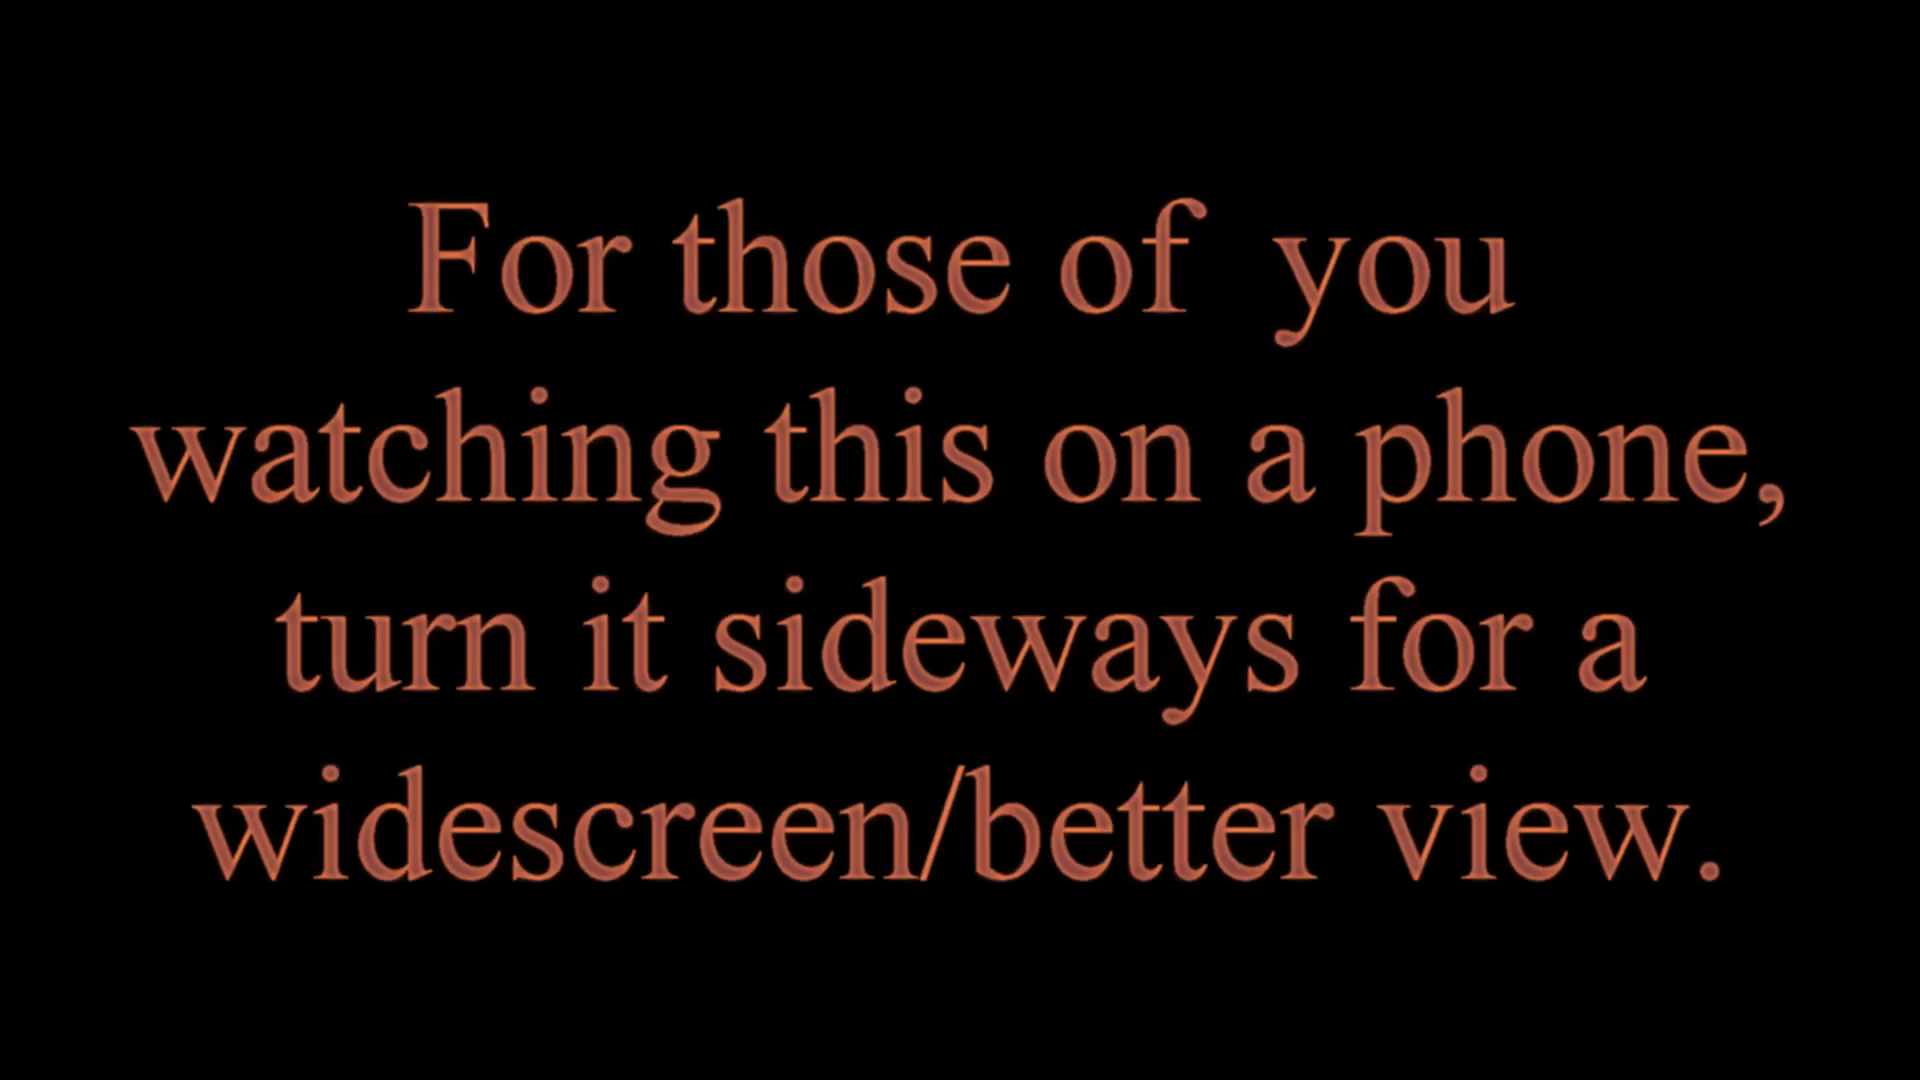 For those of you
watching this on a phone,
turn it sideways for a
widescreen/better view.